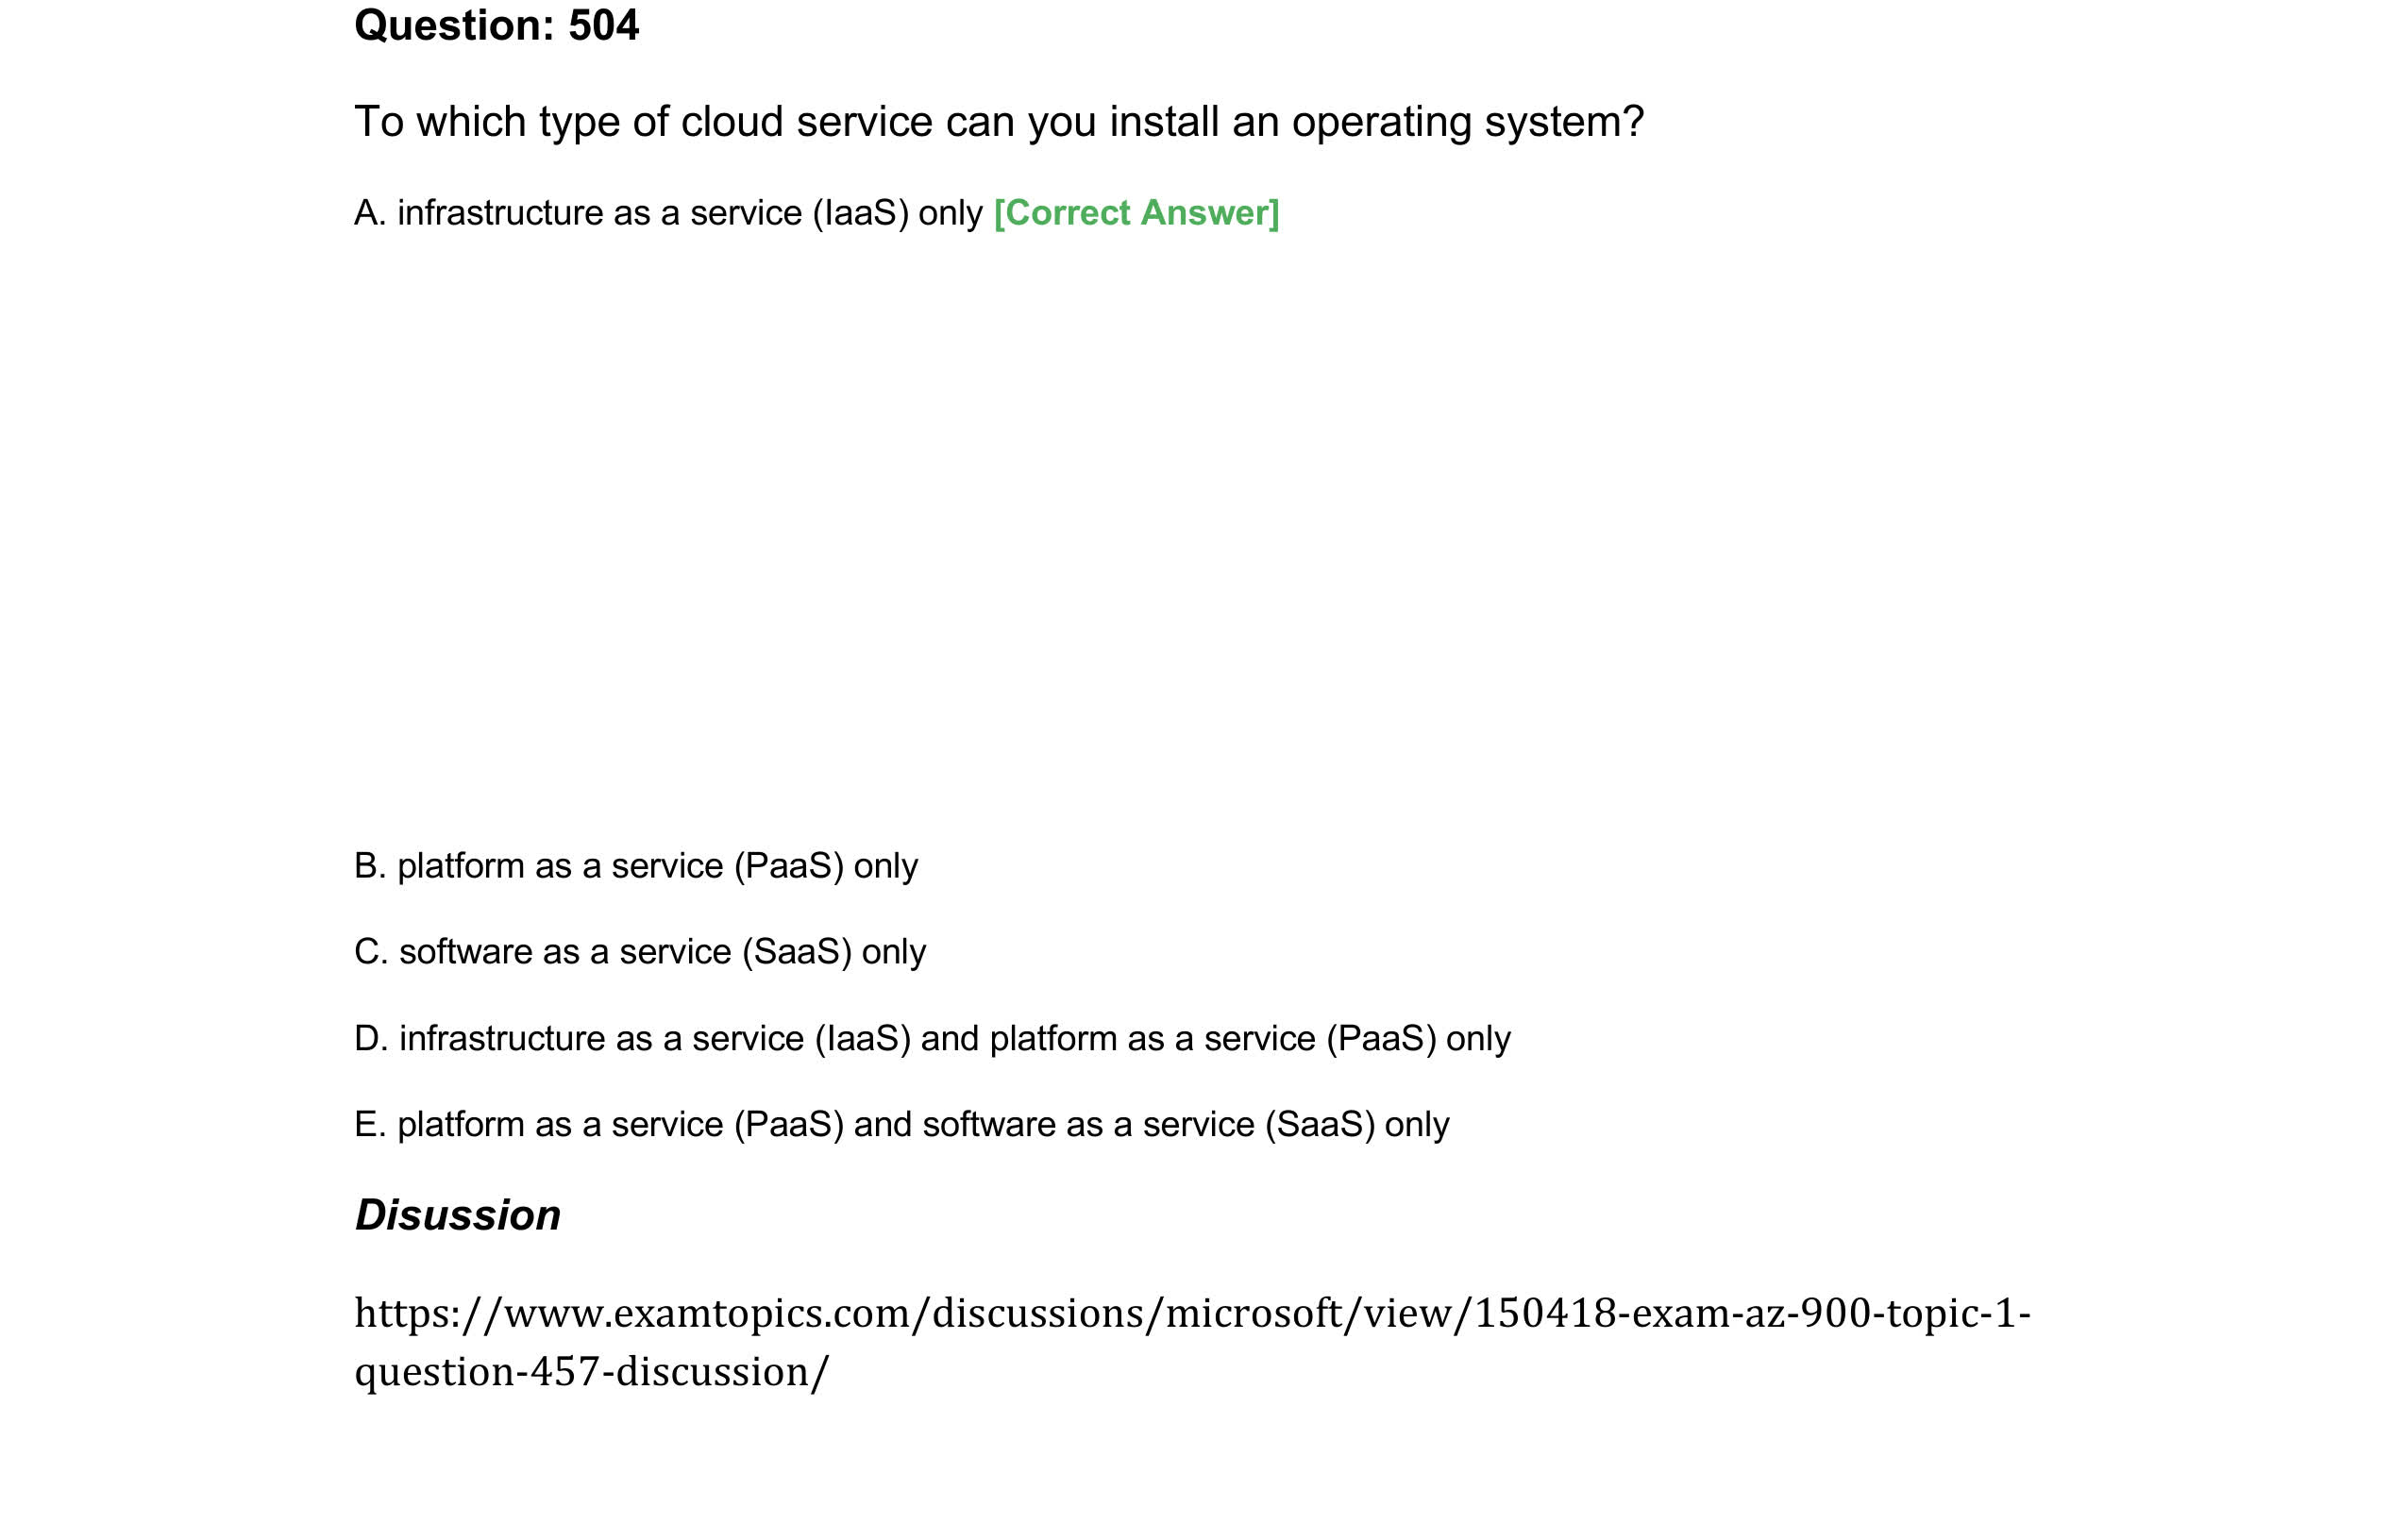 Question: 504
To which type of cloud service can you install an operating system?
A. infrastructure as a service (IaaS) only [Correct Answer]
B. platform as a service (PaaS) only
C. software as a service (SaaS) only
D. infrastructure as a service (IaaS) and platform as a service (PaaS) only
E. platform as a service (PaaS) and software as a service (SaaS) only
Disussion
https://www.examtopics.com/discussions/microsoft/view/150418-exam-az-900-topic-1-
question-457-discussion/